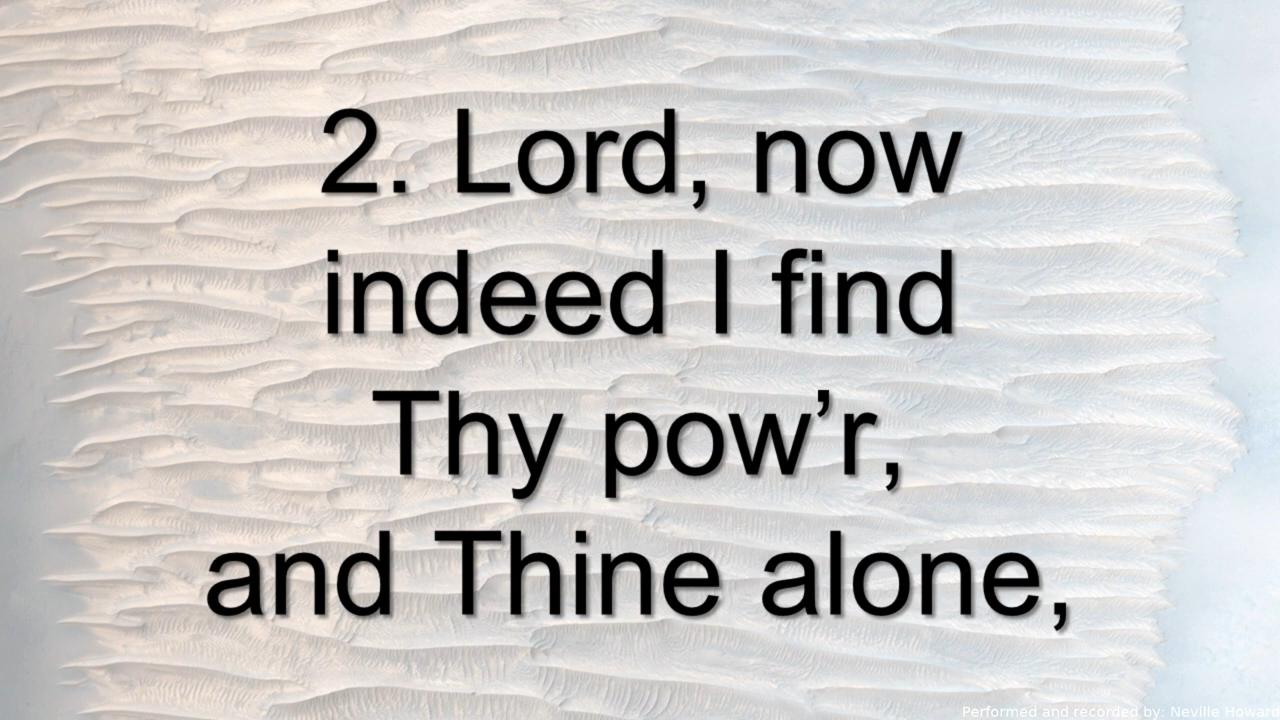 2. Lord, now
indeed I find
Thy pow’r,
and Thine alone,
Performed and recorded by: Neville Howard